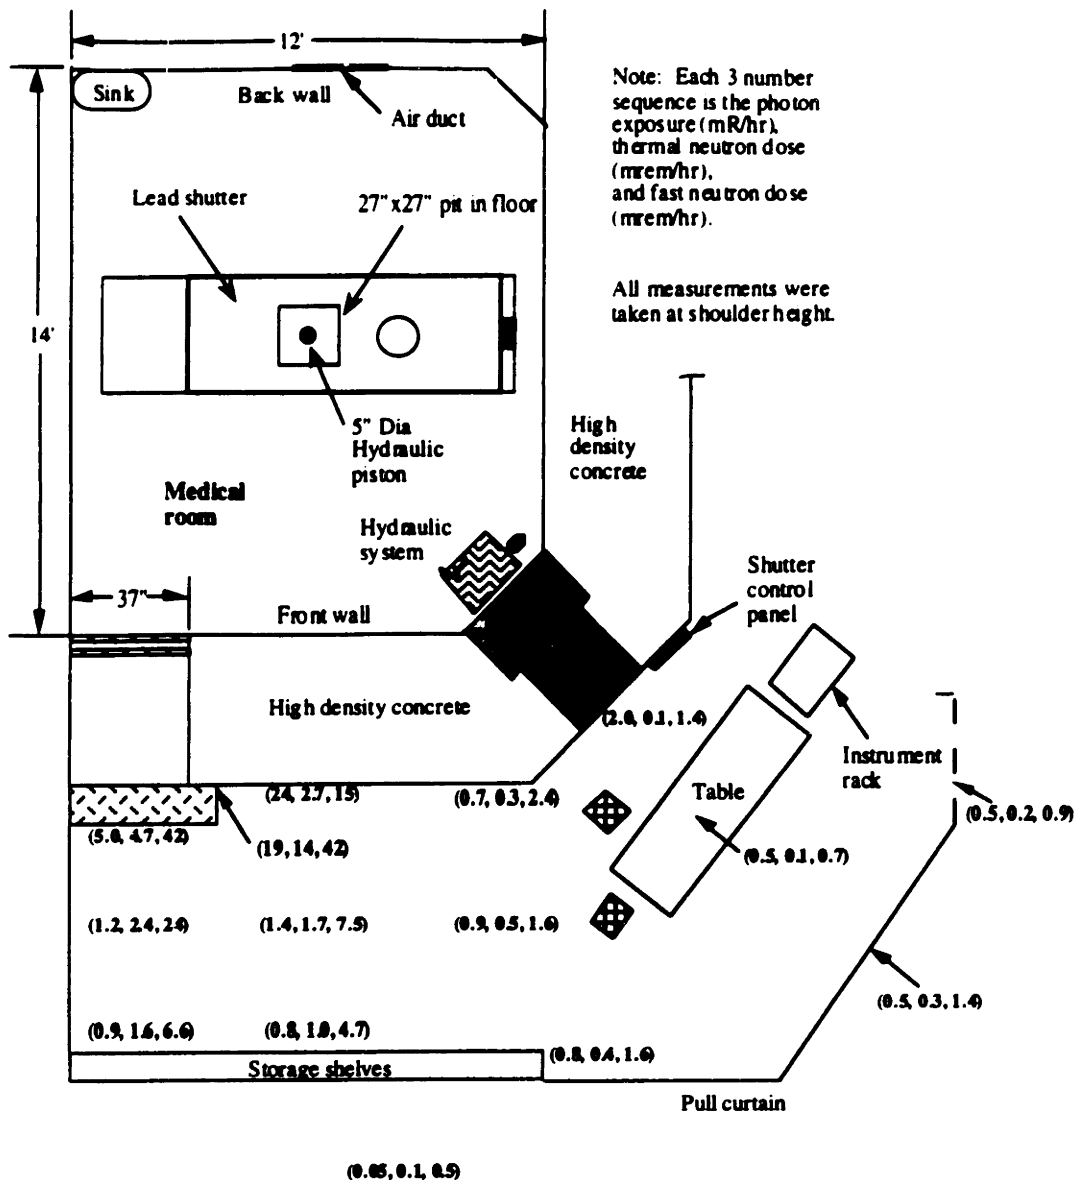 12'
Sink
Back wall
Air duct
Note: Each 3 number
sequence is the photon
exposure (mR/hr),
thermal neutron dose
(mrem/hr),
and fast neutron dose
(mrem/hr).
Lead shutter
27"x27" pit in floor
All measurements were
taken at shoulder height.
14'
5" Dia
Hydraulic
piston
High
density
concrete
Medical
room
Hydraulic
system
Shutter
control
panel
37"
Front wall
High density concrete
(2.0, 0.1, 1.4)
Instrument
rack
Table
(24, 2.7, 15)
(0.7, 0.3, 2.4)
(0.5, 0.2, 0.9)
(5.0, 4.7, 42)
(19, 14, 42)
(0.5, 0.1, 0.7)
(1.2, 2.4, 20)
(1.4, 1.7, 7.5)
(0.9, 0.5, 1.6)
(0.5, 0.3, 1.4)
(0.9, 1.6, 6.6)
(0.8, 1.0, 4.7)
(0.8, 0.4, 1.6)
Storage shelves
Pull curtain
(0.05, 0.1, 0.5)